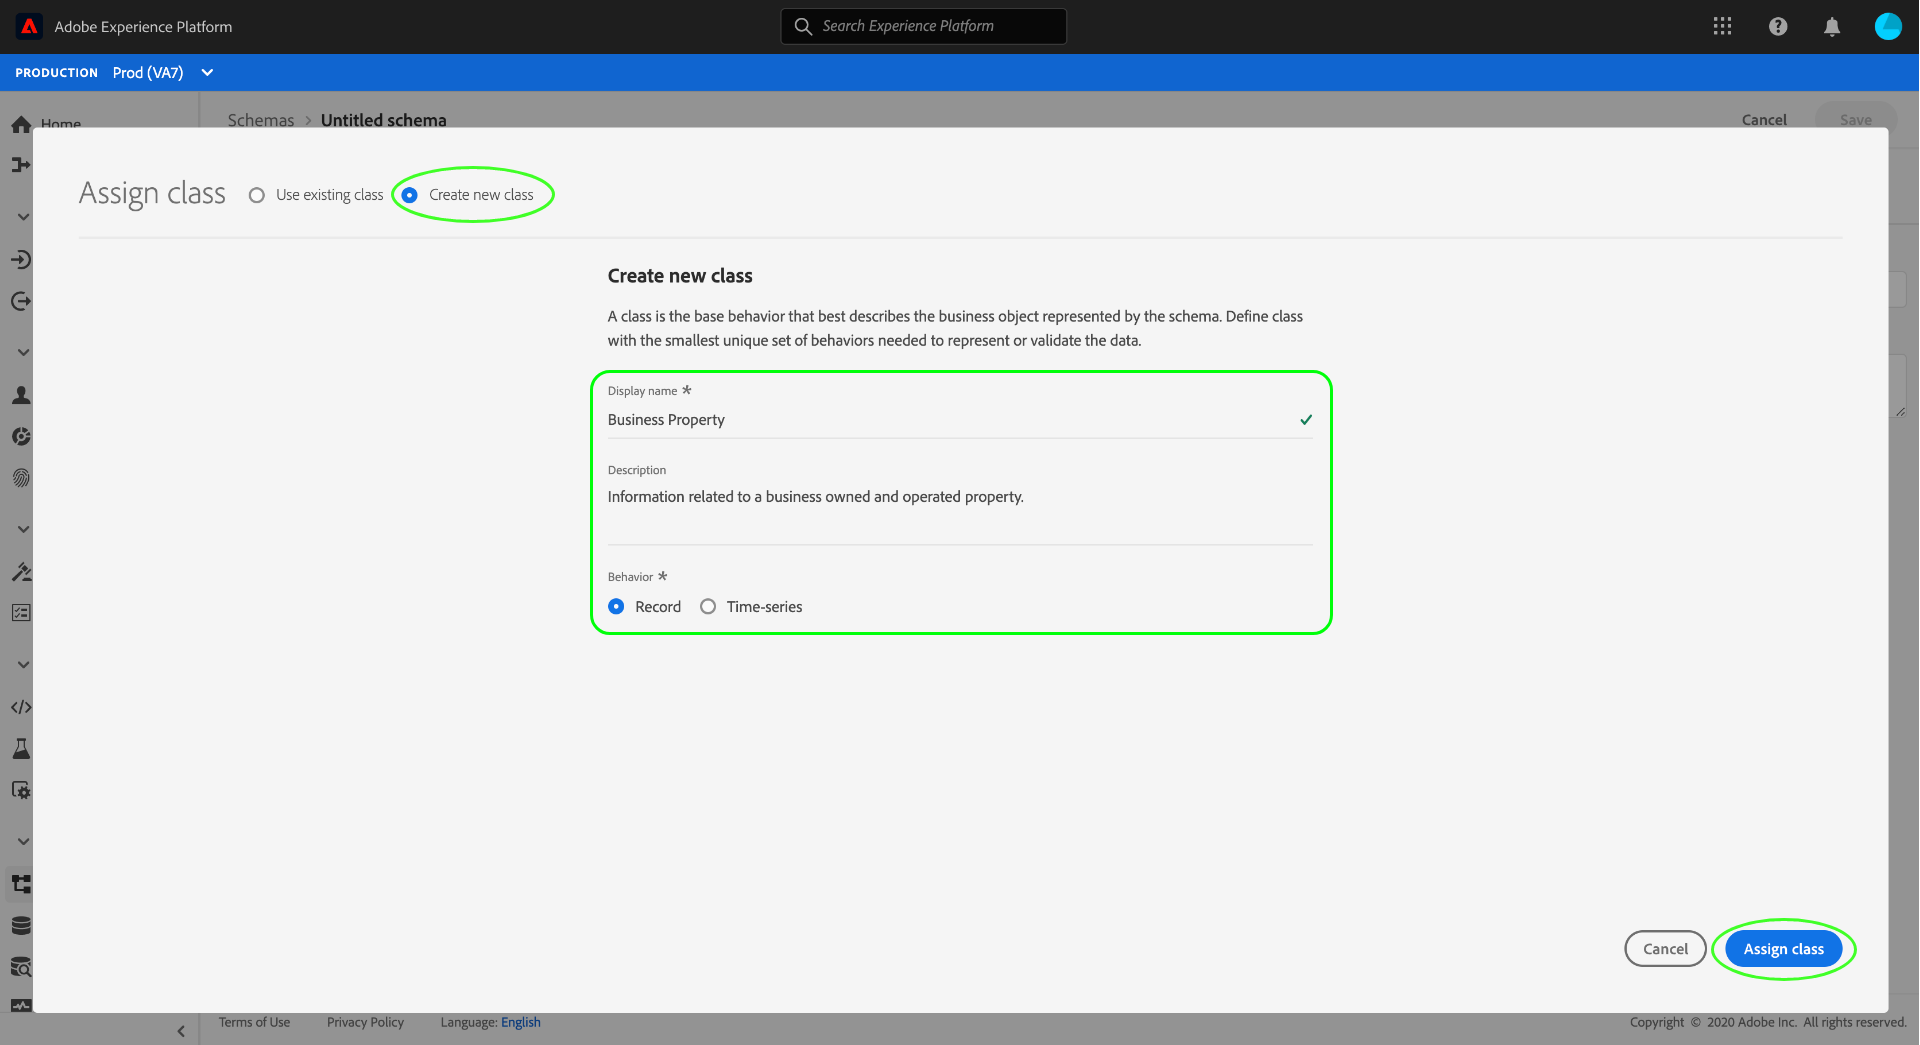 Adobe Experience Platform
Search Experience Platform
PRODUCTION Prod (VA7)
Home
Schemas > Untitled schema
Cancel
Save
Assign class
Use existing class
Create new class
Create new class
A class is the base behavior that best describes the business object represented by the schema. Define class
with the smallest unique set of behaviors needed to represent or validate the data.
Display name *
Business Property
Description
Information related to a business owned and operated property.
Behavior *
Record
Time-series
Cancel
Assign class
Terms of Use
Privacy Policy
Language: English
Copyright © 2020 Adobe Inc. All rights reserved.